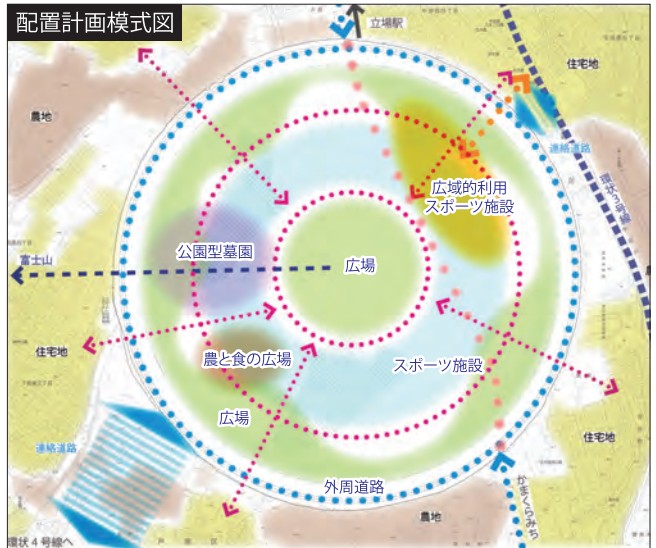 配置計画模式図
立場駅
住宅地
農地
連絡道路
環状3号線
広域的利用
スポーツ施設
公園型墓園
広場
富士山
農と食の広場
スポーツ施設
住宅地
広場
住宅地
連絡道路
外周道路
かまくらみち
農地
環状4号線へ